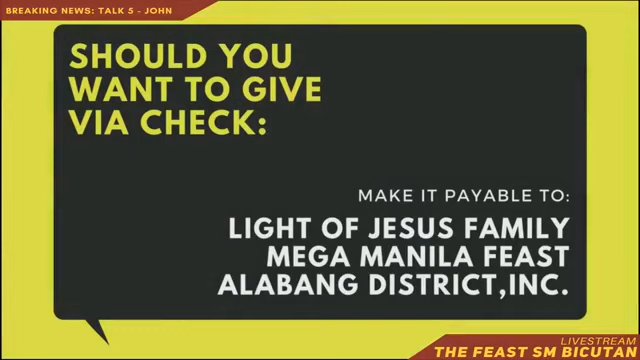 BREAKING NEWS: TALK 5 - JOHN
SHOULD YOU
WANT TO GIVE
VIA CHECK:
MAKE IT PAYABLE TO:
LIGHT OF JESUS FAMILY
MEGA MANILA FEAST
ALABANG DISTRICT,INC.
LIVESTREAM
THE FEAST SM BICUTAN